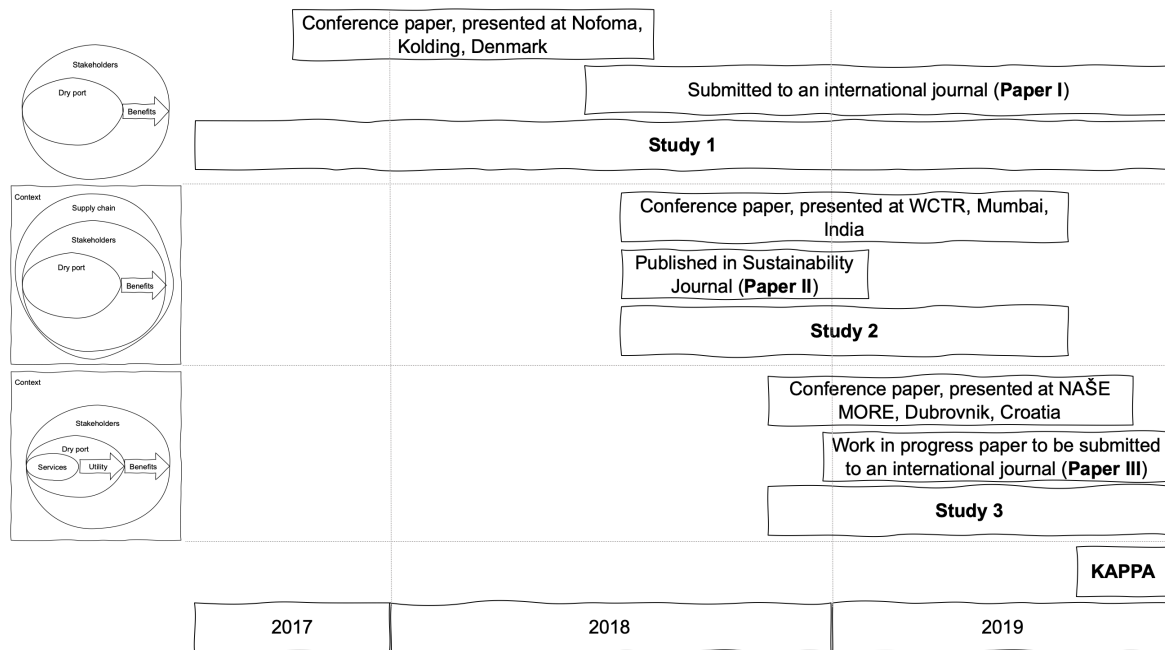 Conference paper, presented at Nofoma,
Kolding, Denmark
Stakeholders
Dry port
Benefits
Submitted to an international journal (Paper I)
Study 1
Context
Supply chain
Stakeholders
Dry port
Benefits
Conference paper, presented at WCTR, Mumbai,
India
Published in Sustainability
Journal (Paper II)
Study 2
Context
Stakeholders
Dry port
Services
Utility
Benefits
Conference paper, presented at NAŠE
MORE, Dubrovnik, Croatia
Work in progress paper to be submitted
to an international journal (Paper III)
Study 3
KAPPA
2017
2018
2019